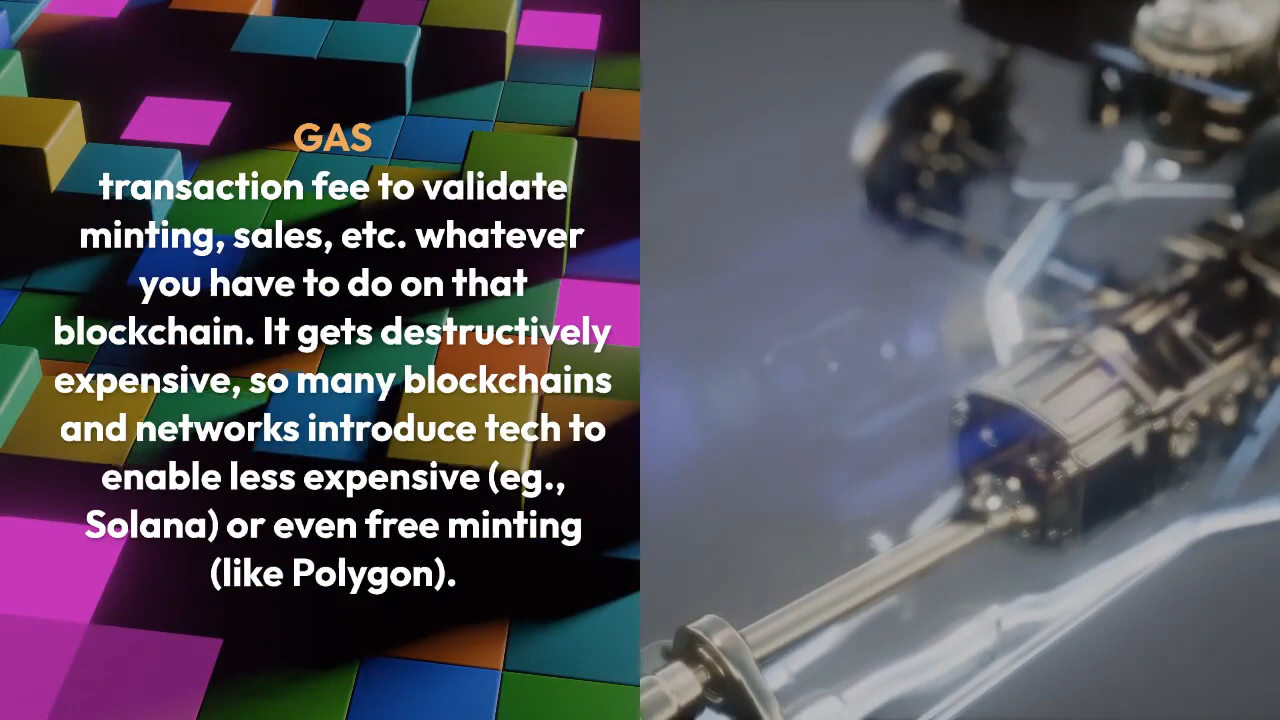 GAS
transaction fee to validate
minting, sales, etc. whatever
you have to do on that
blockchain. It gets destructively
expensive, so many blockchains
and networks introduce tech to
enable less expensive (eg.,
Solana) or even free minting
(like Polygon).